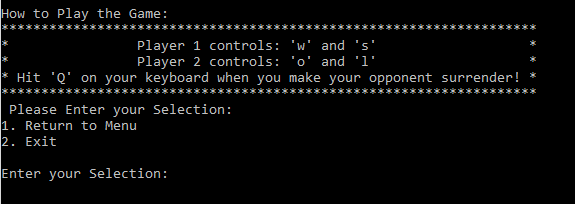 How to Play the Game:
********************************************************************
*                Player 1 controls: 'w' and 's'                    *
*                Player 2 controls: 'o' and 'l'                    *
* Hit 'Q' on your keyboard when you make your opponent surrender! *
********************************************************************
 Please Enter your Selection:
1. Return to Menu
2. Exit

Enter your Selection: